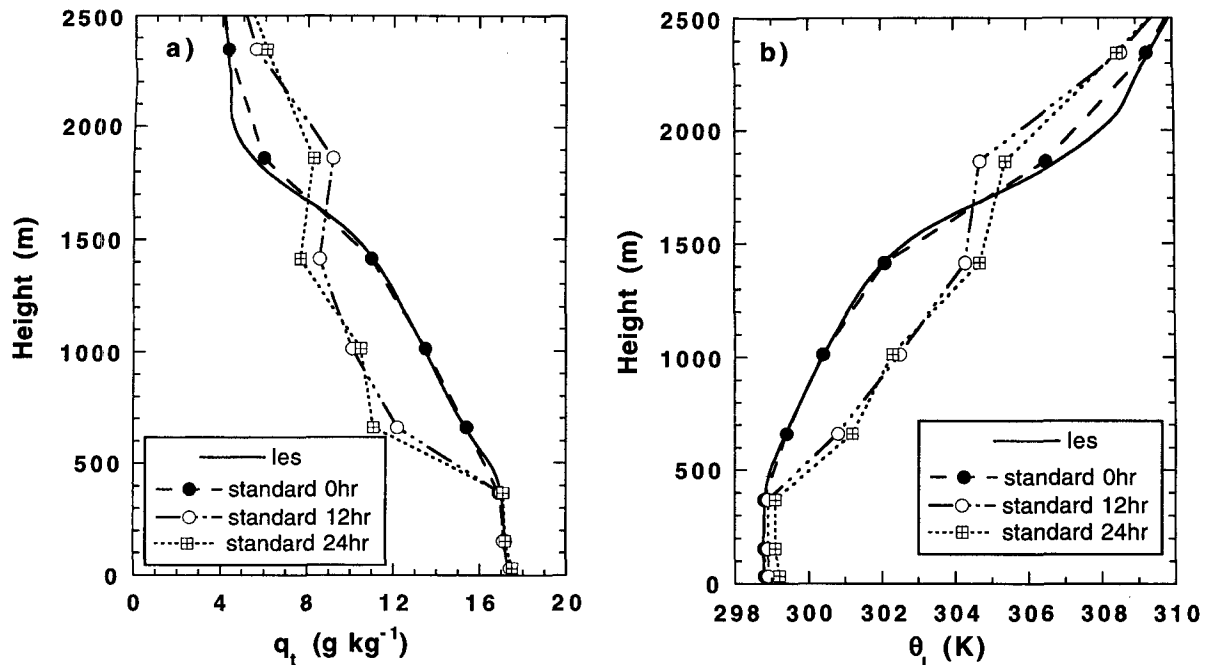 a)
2500
2000
1500
1000
500
0
Height (m)
les
standard 0hr
standard 12hr
standard 24hr
0 4 8 12 16 20
q_t (g kg⁻¹)
b)
2500
2000
1500
1000
500
0
Height (m)
les
standard 0hr
standard 12hr
standard 24hr
298 300 302 304 306 308 310
θ_l (K)